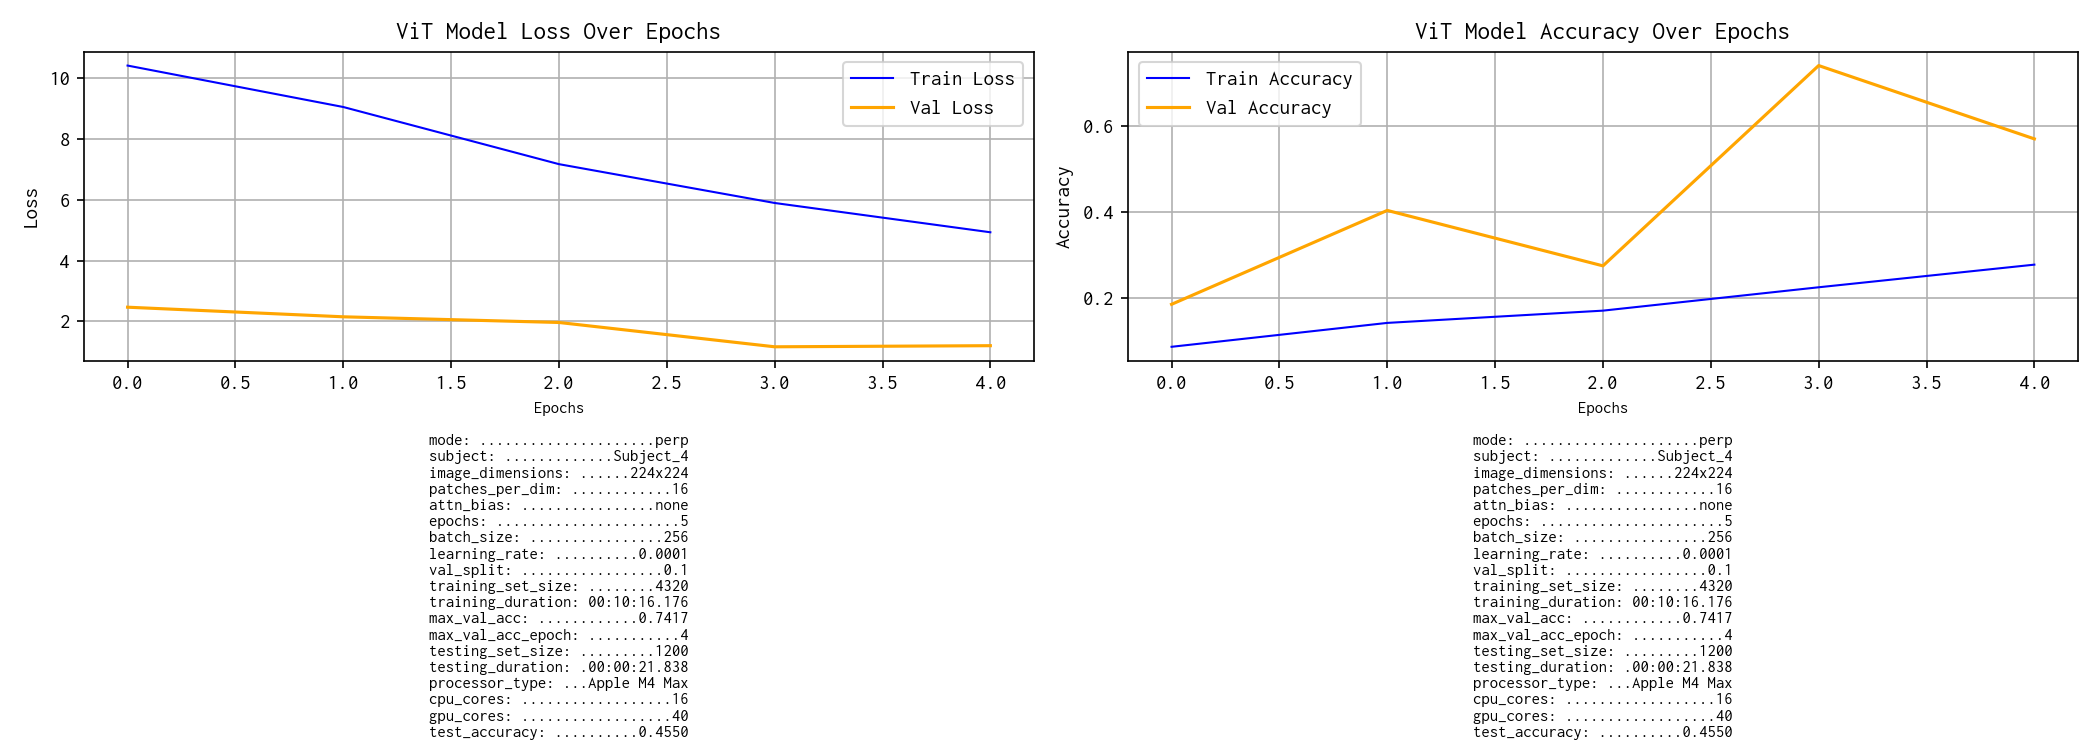 ViT Model Loss Over Epochs
Loss
10
8
6
4
2
Train Loss
Val Loss
0.0 0.5 1.0 1.5 2.0 2.5 3.0 3.5 4.0
Epochs
mode: .....................perp
subject: .............Subject_4
image_dimensions: ......224x224
patches_per_dim: ............16
attn_bias: ................none
epochs: ......................5
batch_size: ................256
learning_rate: ..........0.0001
val_split: .................0.1
training_set_size: ........4320
training_duration: 00:10:16.176
max_val_acc: ............0.7417
max_val_acc_epoch: ...........4
testing_set_size: .........1200
testing_duration: .00:00:21.838
processor_type: ...Apple M4 Max
cpu_cores: ..................16
gpu_cores: ..................40
test_accuracy: ..........0.4550
ViT Model Accuracy Over Epochs
Accuracy
0.6
0.4
0.2
Train Accuracy
Val Accuracy
0.0 0.5 1.0 1.5 2.0 2.5 3.0 3.5 4.0
Epochs
mode: .....................perp
subject: .............Subject_4
image_dimensions: ......224x224
patches_per_dim: ............16
attn_bias: ................none
epochs: ......................5
batch_size: ................256
learning_rate: ..........0.0001
val_split: .................0.1
training_set_size: ........4320
training_duration: 00:10:16.176
max_val_acc: ............0.7417
max_val_acc_epoch: ...........4
testing_set_size: .........1200
testing_duration: .00:00:21.838
processor_type: ...Apple M4 Max
cpu_cores: ..................16
gpu_cores: ..................40
test_accuracy: ..........0.4550